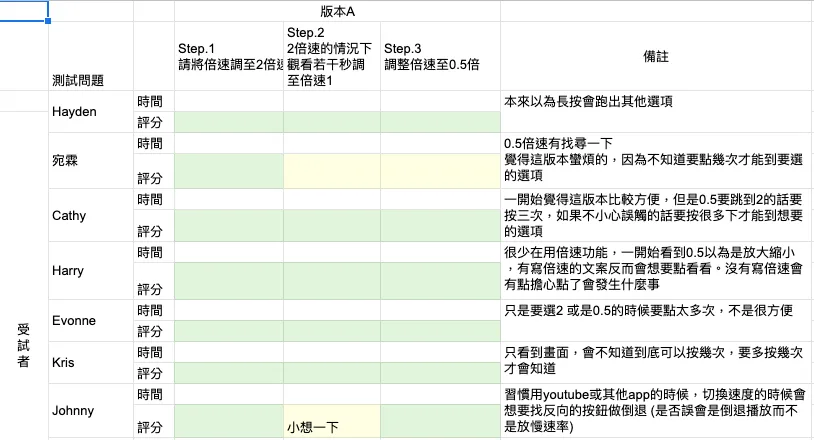 版本A
測試問題
Step.1
請將倍速調至2倍速
Step.2
2倍速的情況下
觀看若干秒調
至倍速1
Step.3
調整倍速至0.5倍
備註
受試者
Hayden
時間
評分
本來以為長按會跑出其他選項
宛霖
時間
評分
0.5倍速有找尋一下
覺得這版本蠻煩的，因為不知道要點幾次才能到要選
的選項
Cathy
時間
評分
一開始覺得這版本比較方便，但是0.5要跳到2的話要
按三次，如果不小心誤觸的話要按很多下才能到想要
的選項
Harry
時間
評分
很少在用倍速功能，一開始看到0.5以為是放大縮小
，有寫倍速的文案反而會想要點看看。沒有寫倍速會
有點擔心點了會發生什麼事
Evonne
時間
評分
只是要選2 或是0.5的時候要點太多次，不是很方便
Kris
時間
評分
只看到畫面，會不知道到底可以按幾次，要多按幾次
才會知道
Johnny
時間
評分
小想一下
習慣用youtube或其他app的時候，切換速度的時候會
想要找反向的按鈕做倒退 (是否誤會是倒退播放而不
是放慢速率)